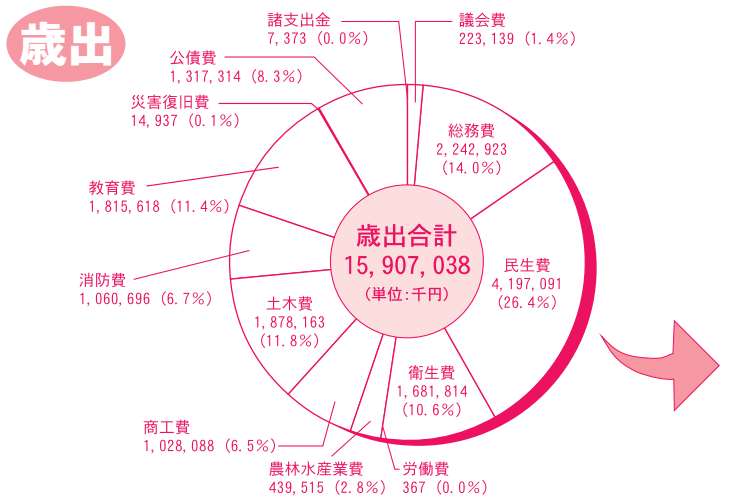 歳出
諸支出金
7,373（0.0％）
議会費
223,139（1.4％）
公債費
1,317,314（8.3％）
災害復旧費
14,937（0.1％）
総務費
2,242,923
（14.0％）
教育費
1,815,618（11.4％）
歳出合計
15,907,038
（単位：千円）
民生費
4,197,091
（26.4％）
消防費
1,060,696（6.7％）
土木費
1,878,163
（11.8％）
衛生費
1,681,814
（10.6％）
商工費
1,028,088（6.5％）
農林水産業費
439,515（2.8％）
労働費
367（0.0％）